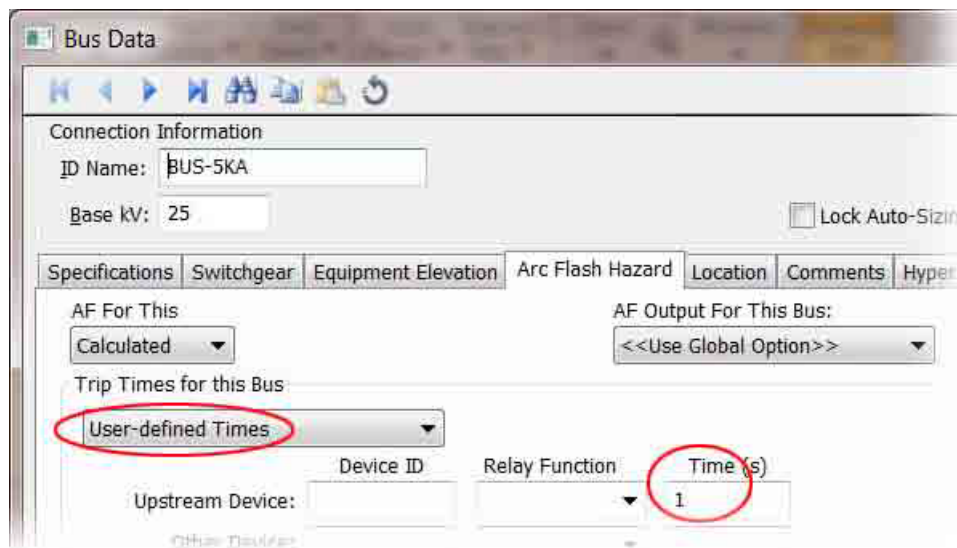 Bus Data
Connection Information
ID Name: BUS-5KA
Base kV: 25
Lock Auto-Sizin
Specifications Switchgear Equipment Elevation Arc Flash Hazard Location Comments Hyper
AF For This AF Output For This Bus:
Calculated <<Use Global Option>>
Trip Times for this Bus
User-defined Times
Device ID Relay Function Time (s)
Upstream Device: 1
Other Device: